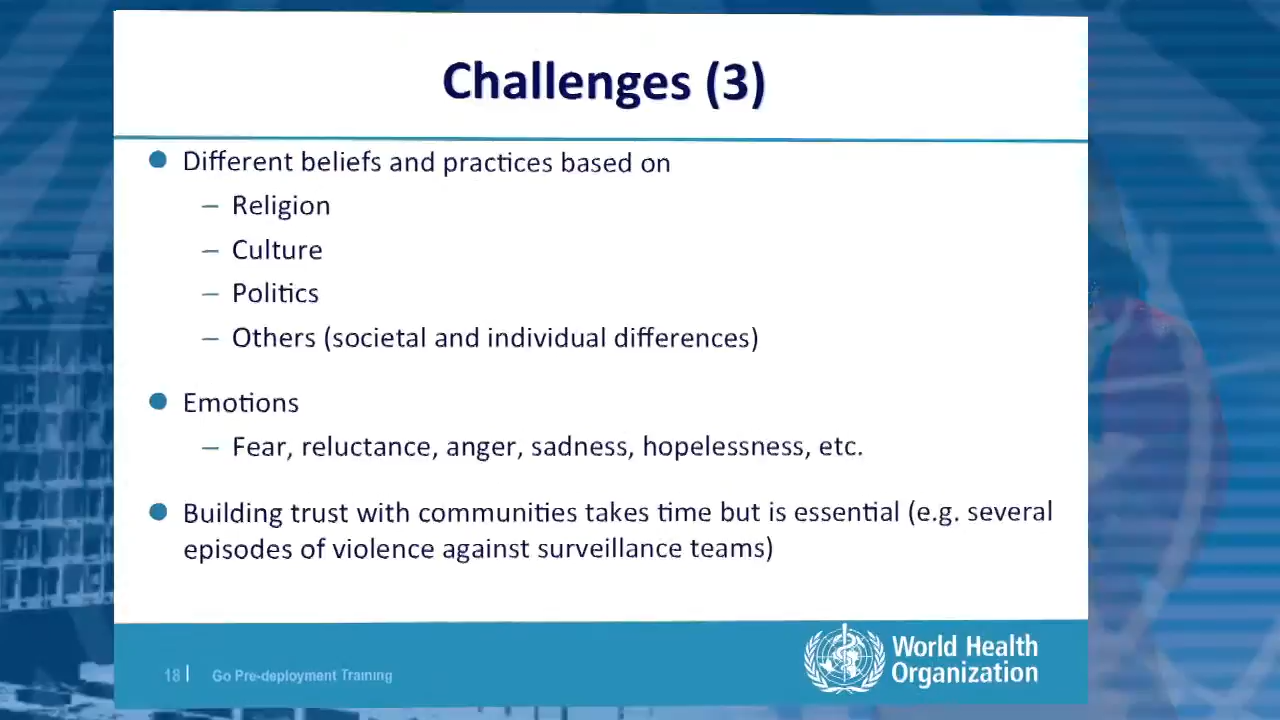 Challenges (3)
Different beliefs and practices based on
– Religion
– Culture
– Politics
– Others (societal and individual differences)
Emotions
– Fear, reluctance, anger, sadness, hopelessness, etc.
Building trust with communities takes time but is essential (e.g. several
episodes of violence against surveillance teams)
18 | Go Pre-deployment Training
World Health
Organization